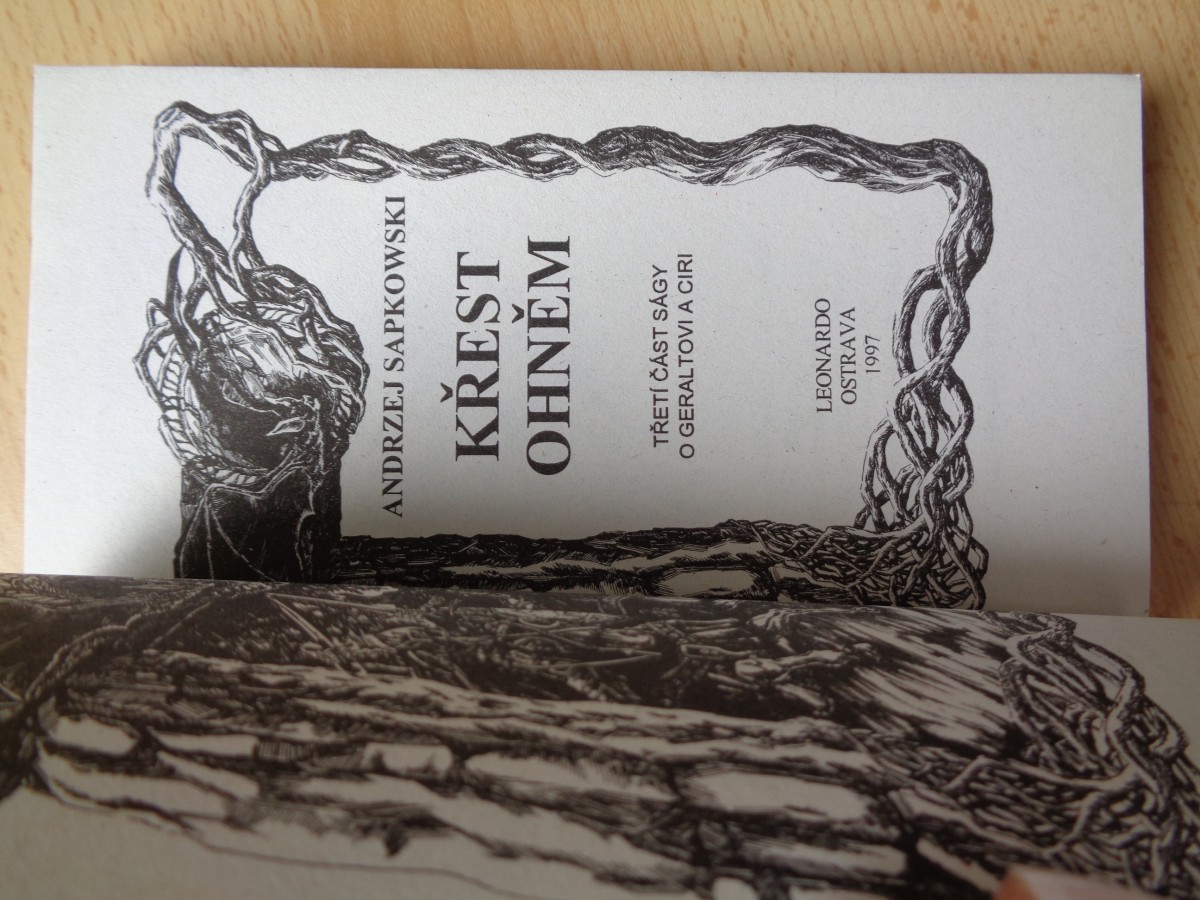 ANDRZEJ SAPKOWSKI
KŘEST
OHNĚM
TŘETÍ ČÁST SÁGY
O GERALTOVI A CIRI
LEONARDO
OSTRAVA
1997